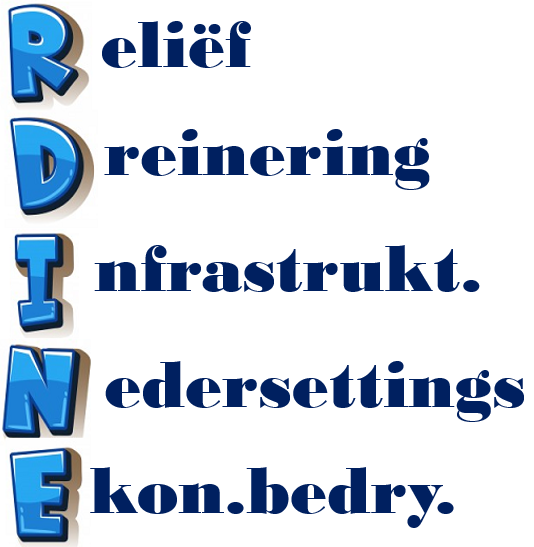 Reliëf
Dreinering
Infrastrukt.
Nedersettings
Ekon.bedry.